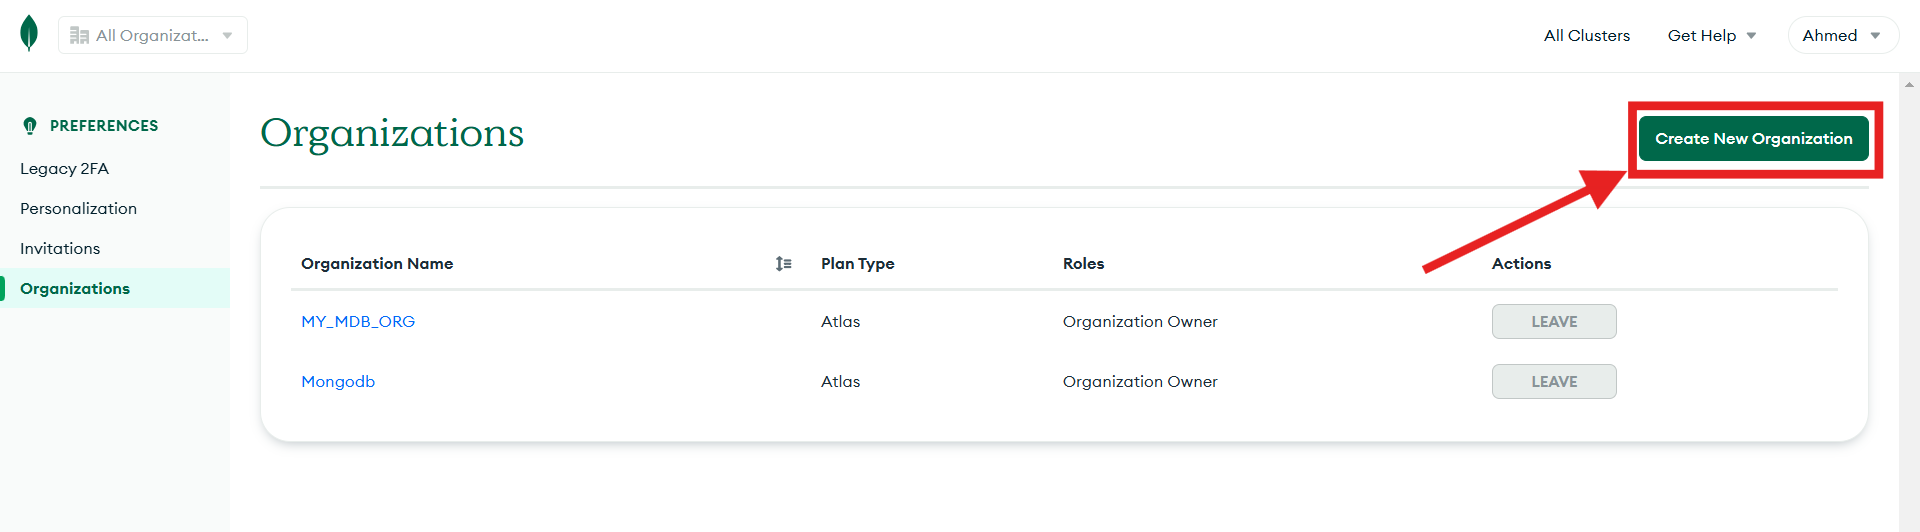 All Organizat...
All Clusters
Get Help
Ahmed
PREFERENCES
Legacy 2FA
Personalization
Invitations
Organizations
Organizations
Create New Organization
Organization Name Plan Type Roles Actions
MY_MDB_ORG Atlas Organization Owner LEAVE
Mongodb Atlas Organization Owner LEAVE